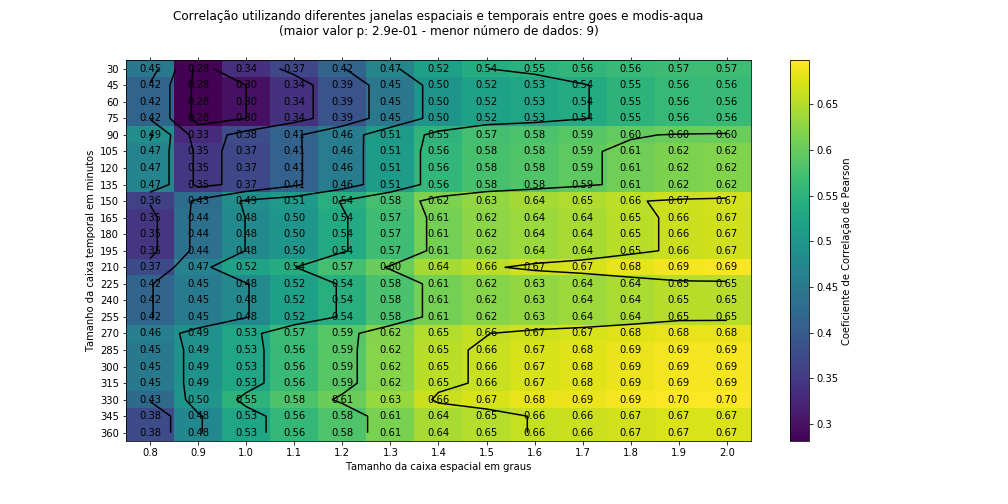 Correlação utilizando diferentes janelas espaciais e temporais entre goes e modis-aqua
(maior valor p: 2.9e-01 - menor número de dados: 9)
Tamanho da caixa temporal em minutos
30 0.45 0.28 0.34 0.37 0.42 0.47 0.52 0.54 0.55 0.56 0.56 0.57 0.57
45 0.42 0.28 0.30 0.34 0.39 0.45 0.50 0.52 0.53 0.54 0.55 0.56 0.56
60 0.42 0.28 0.30 0.34 0.39 0.45 0.50 0.52 0.53 0.54 0.55 0.56 0.56
75 0.42 0.28 0.30 0.34 0.39 0.45 0.50 0.52 0.53 0.54 0.55 0.56 0.56
90 0.49 0.33 0.38 0.41 0.46 0.51 0.55 0.57 0.58 0.59 0.60 0.60 0.60
105 0.47 0.35 0.37 0.41 0.46 0.51 0.56 0.58 0.58 0.59 0.61 0.62 0.62
120 0.47 0.35 0.37 0.41 0.46 0.51 0.56 0.58 0.58 0.59 0.61 0.62 0.62
135 0.47 0.35 0.37 0.41 0.46 0.51 0.56 0.58 0.58 0.59 0.61 0.62 0.62
150 0.36 0.43 0.49 0.51 0.54 0.58 0.62 0.63 0.64 0.65 0.66 0.67 0.67
165 0.35 0.44 0.48 0.50 0.54 0.57 0.61 0.62 0.64 0.64 0.65 0.66 0.67
180 0.35 0.44 0.48 0.50 0.54 0.57 0.61 0.62 0.64 0.64 0.65 0.66 0.67
195 0.35 0.44 0.48 0.50 0.54 0.57 0.61 0.62 0.64 0.64 0.65 0.66 0.67
210 0.37 0.47 0.52 0.54 0.57 0.60 0.64 0.66 0.67 0.67 0.68 0.69 0.69
225 0.42 0.45 0.48 0.52 0.54 0.58 0.61 0.62 0.63 0.64 0.64 0.65 0.65
240 0.42 0.45 0.48 0.52 0.54 0.58 0.61 0.62 0.63 0.64 0.64 0.65 0.65
255 0.42 0.45 0.48 0.52 0.54 0.58 0.61 0.62 0.63 0.64 0.64 0.65 0.65
270 0.46 0.49 0.53 0.57 0.59 0.62 0.65 0.66 0.67 0.67 0.68 0.68 0.68
285 0.45 0.49 0.53 0.56 0.59 0.62 0.65 0.66 0.67 0.68 0.69 0.69 0.69
300 0.45 0.49 0.53 0.56 0.59 0.62 0.65 0.66 0.67 0.68 0.69 0.69 0.69
315 0.45 0.49 0.53 0.56 0.59 0.62 0.65 0.66 0.67 0.68 0.69 0.69 0.69
330 0.43 0.50 0.55 0.58 0.61 0.63 0.66 0.67 0.68 0.69 0.69 0.70 0.70
345 0.38 0.48 0.53 0.56 0.58 0.61 0.64 0.65 0.66 0.66 0.67 0.67 0.67
360 0.38 0.48 0.53 0.56 0.58 0.61 0.64 0.65 0.66 0.66 0.67 0.67 0.67
0.8 0.9 1.0 1.1 1.2 1.3 1.4 1.5 1.6 1.7 1.8 1.9 2.0
Tamanho da caixa espacial em graus
0.65
0.6
0.55
0.5
0.45
0.4
0.35
0.3
Coeficiente de Correlação de Pearson